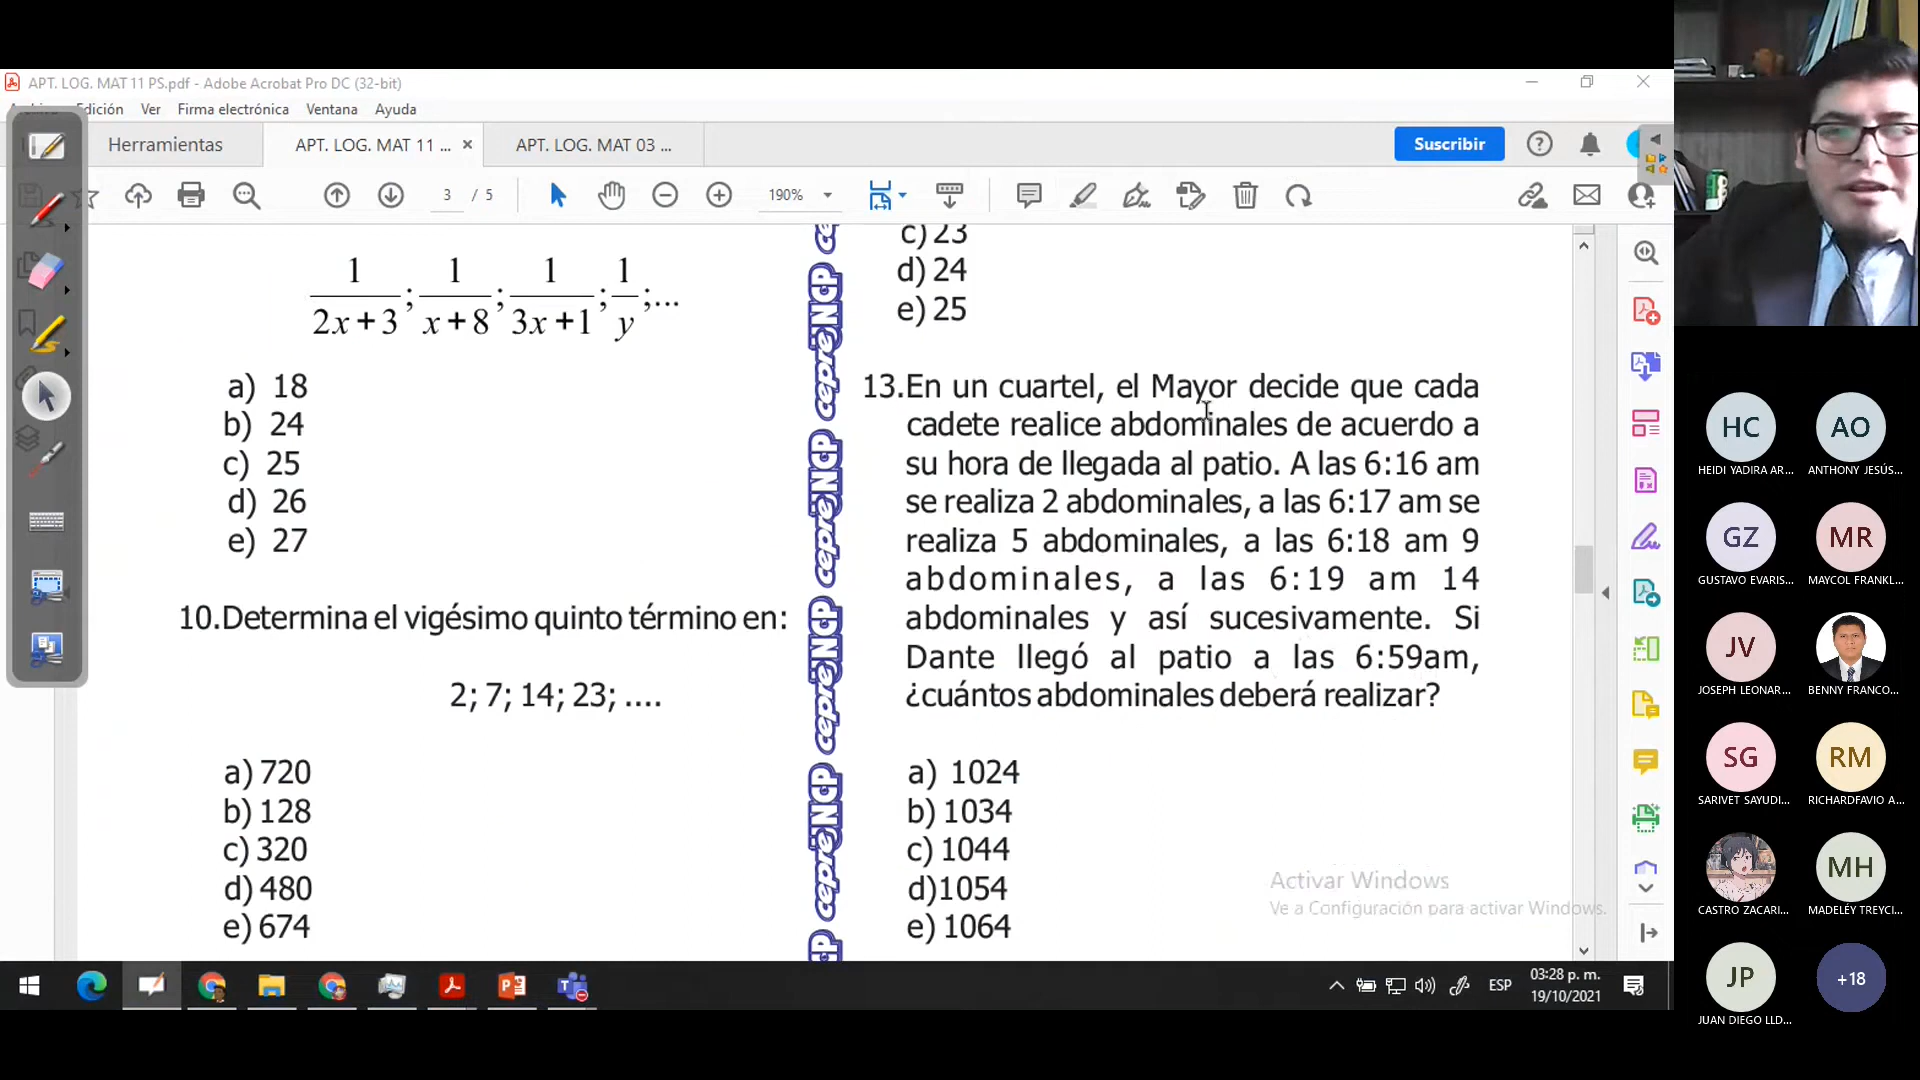 APT. LOG. MAT 11 PS.pdf - Adobe Acrobat Pro DC (32-bit)
Edición Ver Firma electrónica Ventana Ayuda
Herramientas
APT. LOG. MAT 11 ...
APT. LOG. MAT 03 ...
Suscribir
3 / 5
190%
1/(2x+3); 1/(x+8); 1/(3x+1); 1/y;...
a) 18
b) 24
c) 25
d) 26
e) 27
10.Determina el vigésimo quinto término en:
2; 7; 14; 23; ....
a) 720
b) 128
c) 320
d) 480
e) 674
cepreUNCP
cepreUNCP
cepreUNCP
c) 23
d) 24
e) 25
13.En un cuartel, el Mayor decide que cada
cadete realice abdominales de acuerdo a
su hora de llegada al patio. A las 6:16 am
se realiza 2 abdominales, a las 6:17 am se
realiza 5 abdominales, a las 6:18 am 9
abdominales, a las 6:19 am 14
abdominales y así sucesivamente. Si
Dante llegó al patio a las 6:59am,
¿cuántos abdominales deberá realizar?
a) 1024
b) 1034
c) 1044
d)1054
e) 1064
Activar Windows
Ve a Configuración para activar Windows.
ESP
03:28 p. m.
19/10/2021
HC
HEIDI YADIRA AR...
AO
ANTHONY JESÚS...
GZ
GUSTAVO EVARIS...
MR
MAYCOL FRANKL...
JV
JOSEPH LEONAR...
BENNY FRANCO...
SG
SARIVET SAYUDI...
RM
RICHARDFAVIO A...
CASTRO ZACARI...
MH
MADELÉY TREYCI...
JP
JUAN DIEGO LLD...
+18